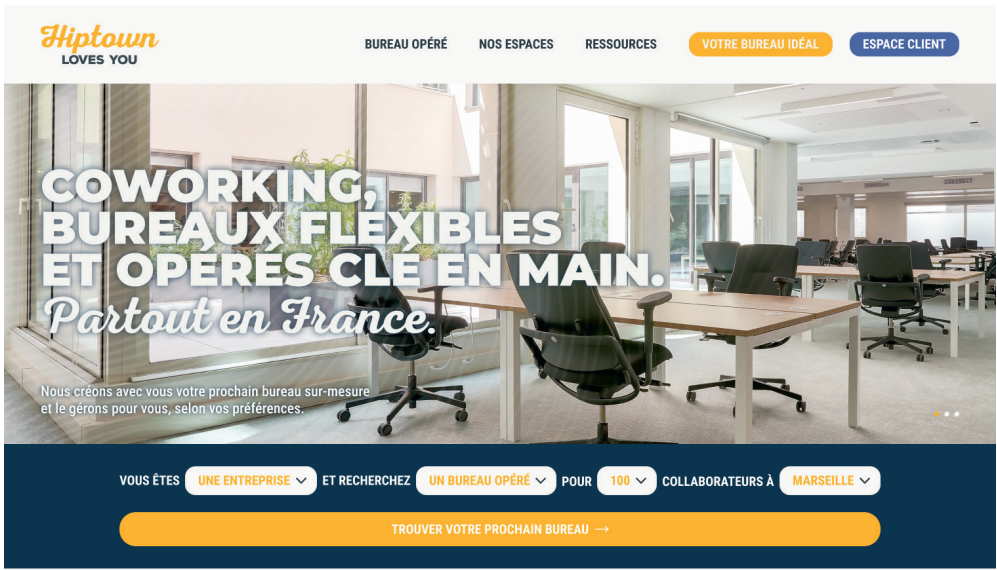 Hiptown
LOVES YOU
BUREAU OPÉRÉ
NOS ESPACES
RESSOURCES
VOTRE BUREAU IDÉAL
ESPACE CLIENT
COWORKING,
BUREAUX FLEXIBLES
ET OPÉRÉS CLÉ EN MAIN.
Partout en France.
Nous créons avec vous votre prochain bureau sur-mesure
et le gérons pour vous, selon vos préférences.
VOUS ÊTES UNE ENTREPRISE ET RECHERCHEZ UN BUREAU OPÉRÉ POUR 100 COLLABORATEURS À MARSEILLE
TROUVER VOTRE PROCHAIN BUREAU →